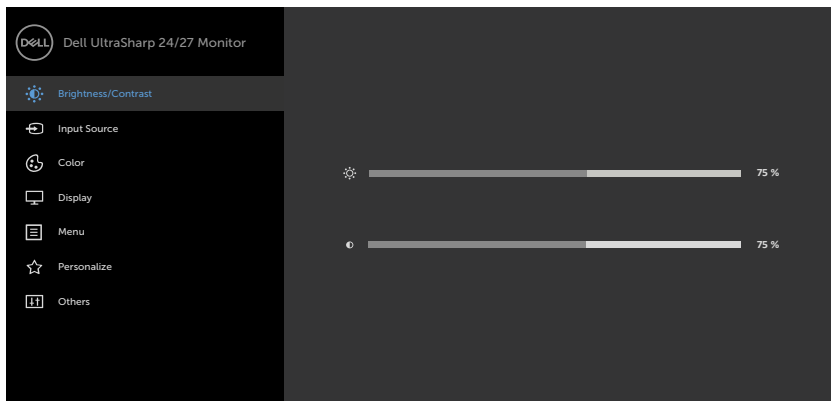 DELL
Dell UltraSharp 24/27 Monitor
Brightness/Contrast
Input Source
Color
Display
Menu
Personalize
Others
75 %
75 %